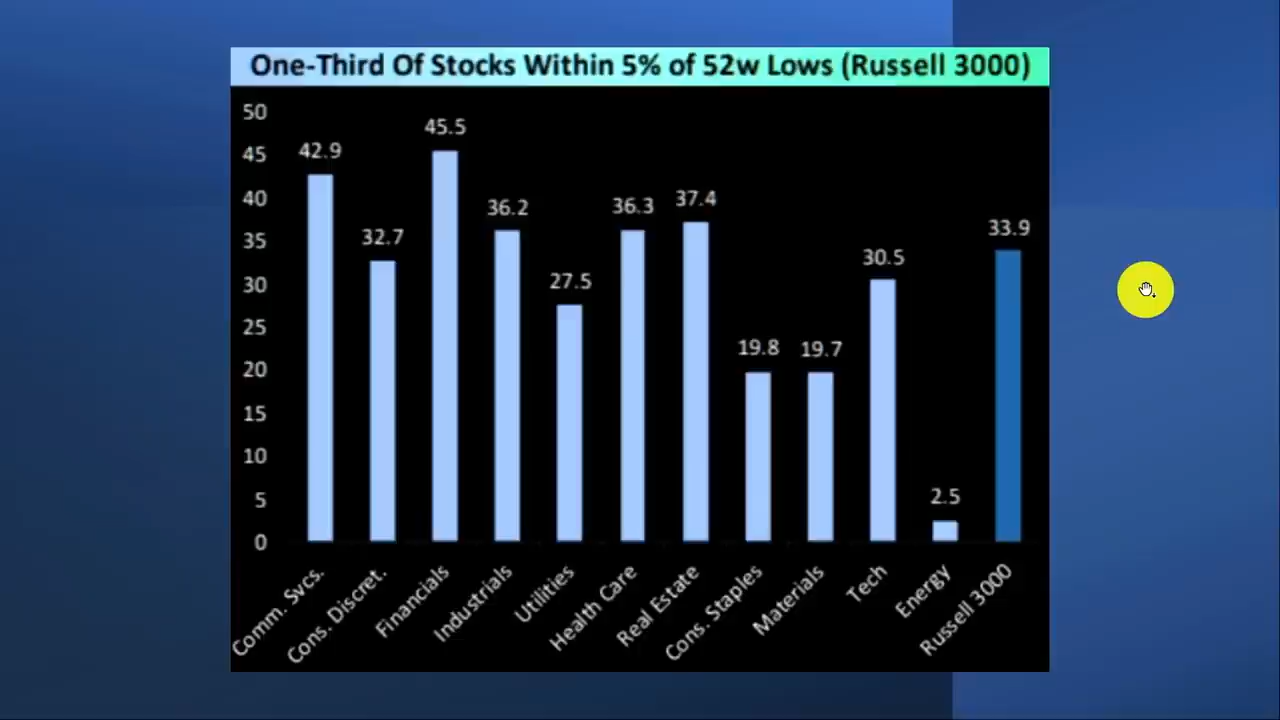 One-Third Of Stocks Within 5% of 52w Lows (Russell 3000)
50
45
40
35
30
25
20
15
10
5
0
42.9
32.7
45.5
36.2
27.5
36.3
37.4
19.8
19.7
30.5
2.5
33.9
Comm. Svcs.
Cons. Discret.
Financials
Industrials
Utilities
Health Care
Real Estate
Cons. Staples
Materials
Tech
Energy
Russell 3000